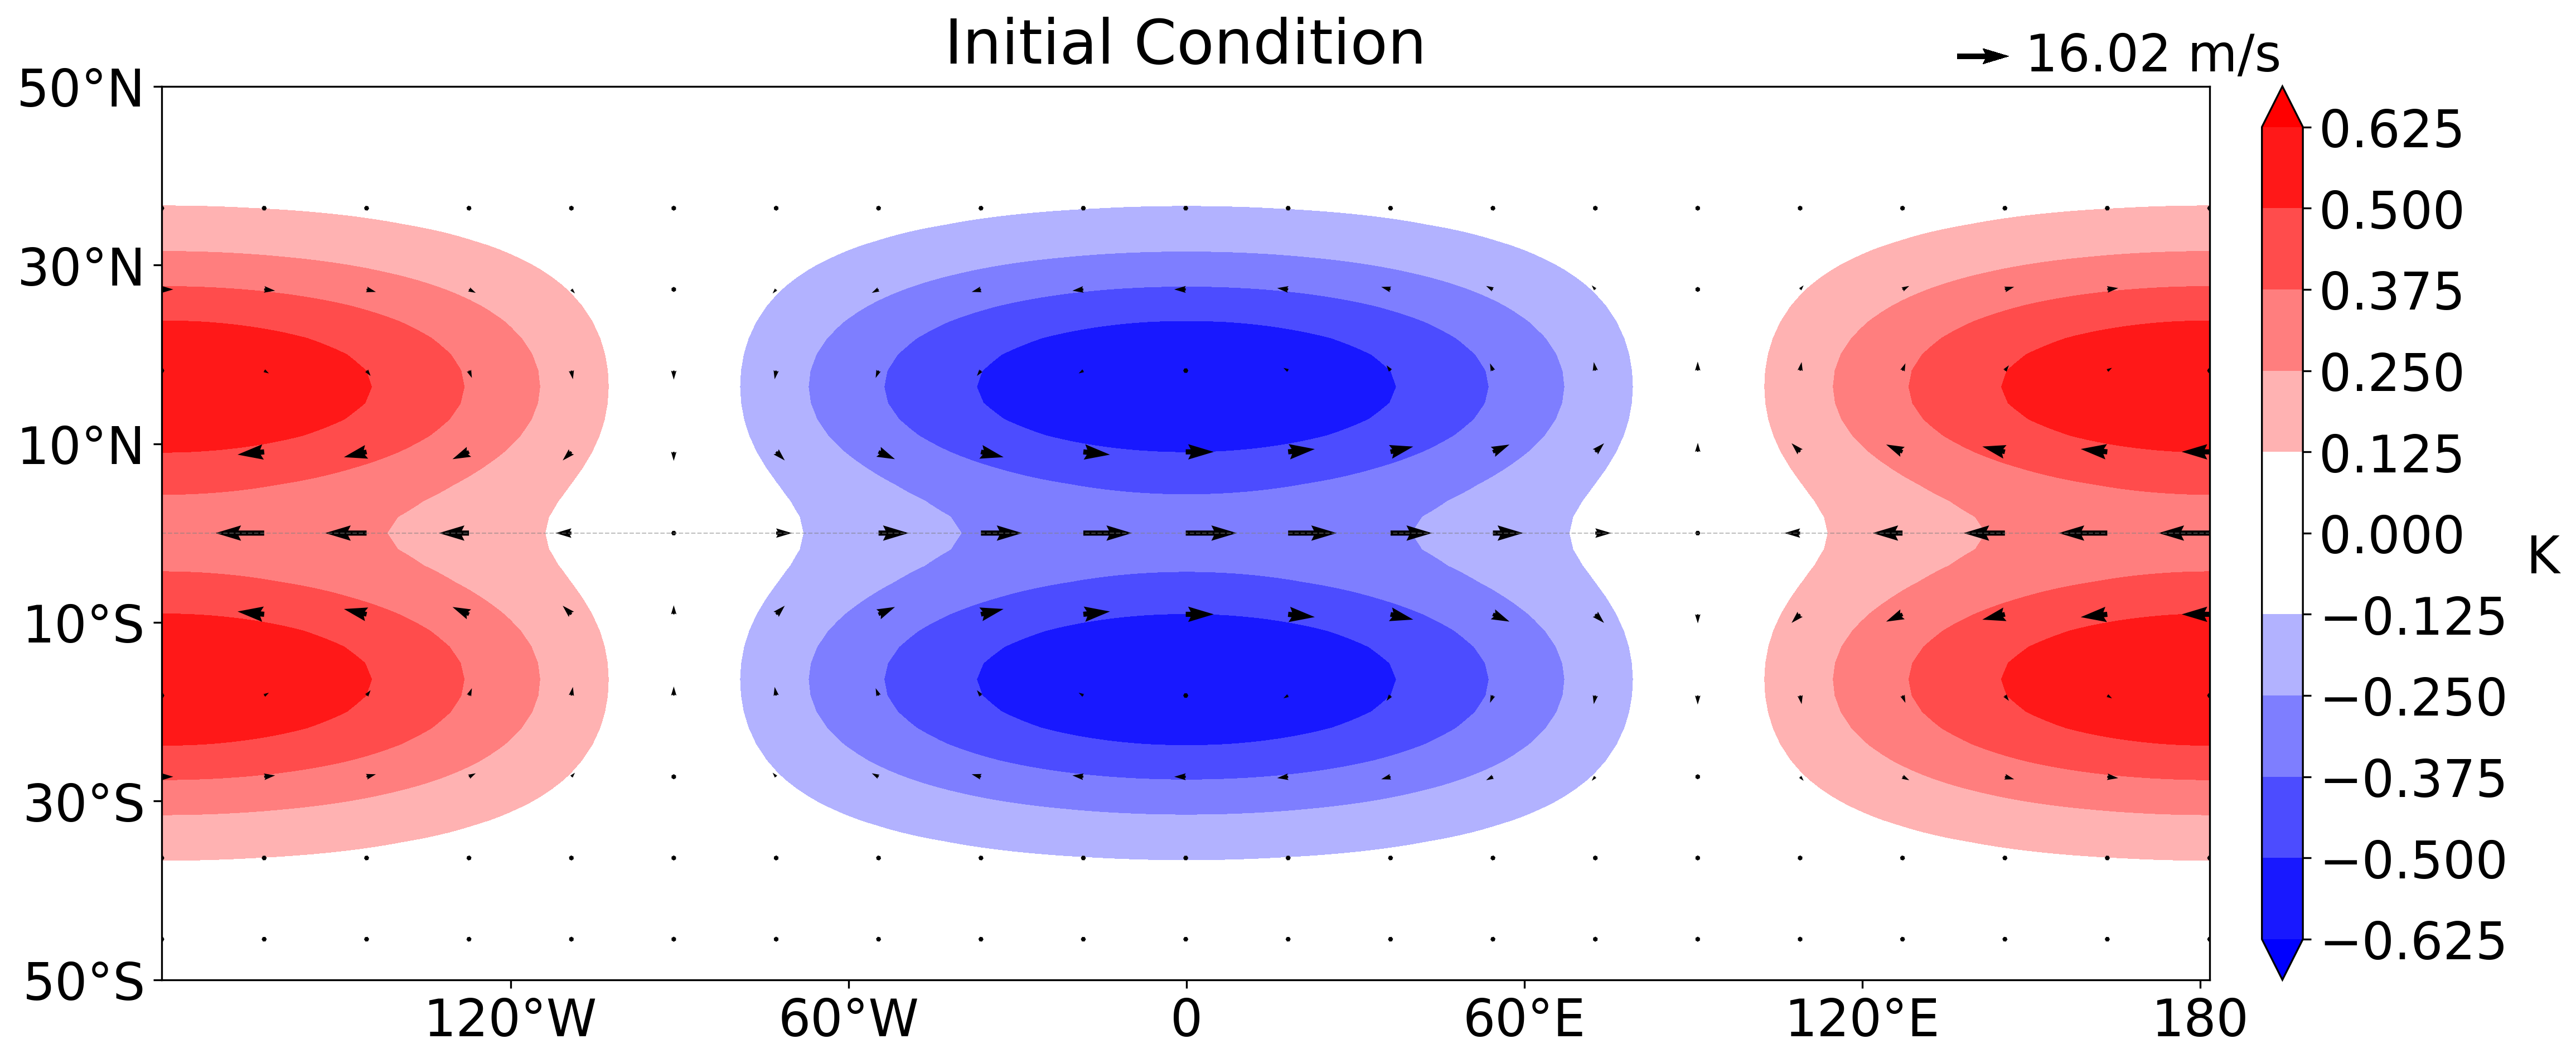 Initial Condition
16.02 m/s
50°N
30°N
10°N
10°S
30°S
50°S
120°W
60°W
0
60°E
120°E
180
0.625
0.500
0.375
0.250
0.125
0.000
−0.125
−0.250
−0.375
−0.500
−0.625
K